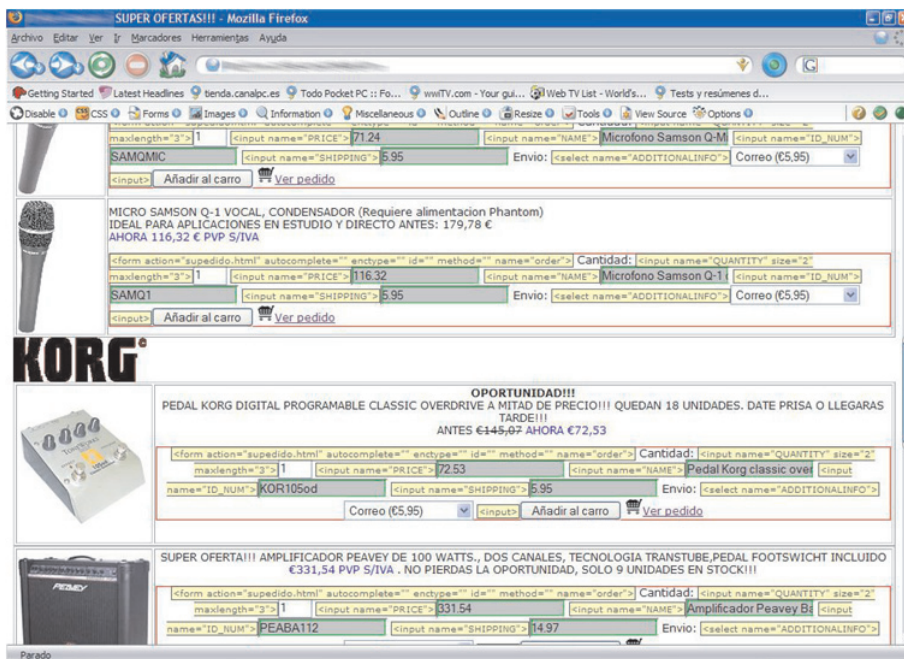 SUPER OFERTAS!!! - Mozilla Firefox
Archivo Editar Ver Ir Marcadores Herramientas Ayuda
G
Getting Started Latest Headlines tienda.canalpc.es Todo Pocket PC :: Fo... wwITV.com - Your gui... Web TV List - World's... Tests y resúmenes d...
Disable CSS Forms Images Information Miscellaneous Outline Resize Tools View Source Options
maxlength="3"> 1 <input name="PRICE"> 71.24 <input name="NAME"> Microfono Samson Q-M <input name="ID_NUM">
SAMQMIC <input name="SHIPPING"> 5.95 Envio: <select name="ADDITIONALINFO"> Correo (€5,95)
<input> Añadir al carro Ver pedido
MICRO SAMSON Q-1 VOCAL, CONDENSADOR (Requiere alimentacion Phantom)
IDEAL PARA APLICACIONES EN ESTUDIO Y DIRECTO ANTES: 179,78 €
AHORA 116,32 € PVP S/IVA
<form action="supedido.html" autocomplete="" enctype="" id="" method="" name="order"> Cantidad: <input name="QUANTITY" size="2"
maxlength="3"> 1 <input name="PRICE"> 116.32 <input name="NAME"> Microfono Samson Q-1 <input name="ID_NUM">
SAMQ1 <input name="SHIPPING"> 5.95 Envio: <select name="ADDITIONALINFO"> Correo (€5,95)
<input> Añadir al carro Ver pedido
KORG
OPORTUNIDAD!!!
PEDAL KORG DIGITAL PROGRAMABLE CLASSIC OVERDRIVE A MITAD DE PRECIO!!! QUEDAN 18 UNIDADES. DATE PRISA O LLEGARAS
TARDE!!!
ANTES €145,07 AHORA €72,53
<form action="supedido.html" autocomplete="" enctype="" id="" method="" name="order"> Cantidad: <input name="QUANTITY" size="2"
maxlength="3"> 1 <input name="PRICE"> 72.53 <input name="NAME"> Pedal Korg classic over <input
name="ID_NUM"> KOR105od <input name="SHIPPING"> 5.95 Envio: <select name="ADDITIONALINFO">
Correo (€5,95) <input> Añadir al carro Ver pedido
SUPER OFERTA!!! AMPLIFICADOR PEAVEY DE 100 WATTS., DOS CANALES, TECNOLOGIA TRANSTUBE,PEDAL FOOTSWICHT INCLUIDO
€331,54 PVP S/IVA . NO PIERDAS LA OPORTUNIDAD, SOLO 9 UNIDADES EN STOCK!!!
PEAVEY
<form action="supedido.html" autocomplete="" enctype="" id="" method="" name="order"> Cantidad: <input name="QUANTITY" size="2"
maxlength="3"> 1 <input name="PRICE"> 331.54 <input name="NAME"> Amplificador Peavey Ba <input
name="ID_NUM"> PEABA112 <input name="SHIPPING"> 14.97 Envio: <select name="ADDITIONALINFO">
Parado